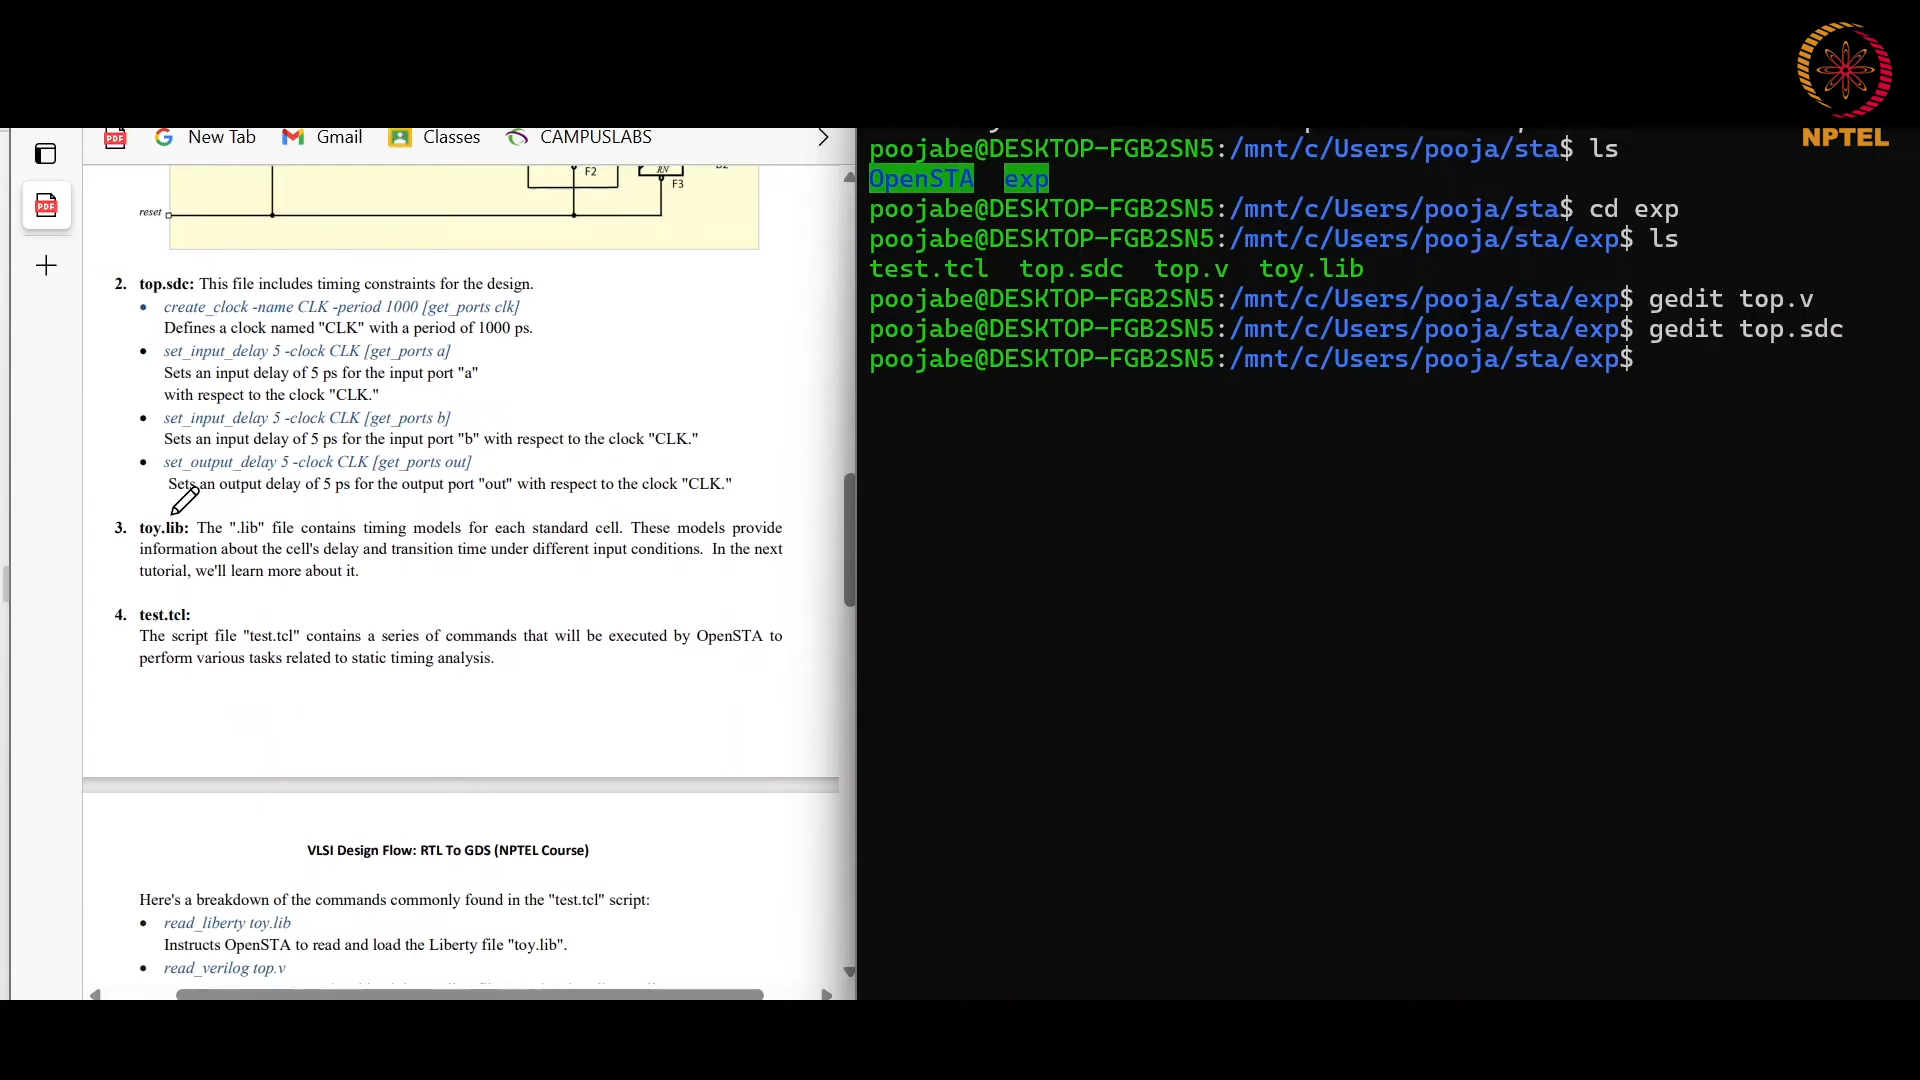 NPTEL
New Tab Gmail Classes CAMPUSLABS
F2
RN
F3
reset
2. top.sdc: This file includes timing constraints for the design.
• create_clock -name CLK -period 1000 [get_ports clk]
Defines a clock named "CLK" with a period of 1000 ps.
• set_input_delay 5 -clock CLK [get_ports a]
Sets an input delay of 5 ps for the input port "a"
with respect to the clock "CLK."
• set_input_delay 5 -clock CLK [get_ports b]
Sets an input delay of 5 ps for the input port "b" with respect to the clock "CLK."
• set_output_delay 5 -clock CLK [get_ports out]
Sets an output delay of 5 ps for the output port "out" with respect to the clock "CLK."
3. toy.lib: The ".lib" file contains timing models for each standard cell. These models provide
information about the cell's delay and transition time under different input conditions. In the next
tutorial, we'll learn more about it.
4. test.tcl:
The script file "test.tcl" contains a series of commands that will be executed by OpenSTA to
perform various tasks related to static timing analysis.
VLSI Design Flow: RTL To GDS (NPTEL Course)
Here's a breakdown of the commands commonly found in the "test.tcl" script:
• read_liberty toy.lib
Instructs OpenSTA to read and load the Liberty file "toy.lib".
• read_verilog top.v
poojabe@DESKTOP-FGB2SN5:/mnt/c/Users/pooja/sta$ ls
OpenSTA exp
poojabe@DESKTOP-FGB2SN5:/mnt/c/Users/pooja/sta$ cd exp
poojabe@DESKTOP-FGB2SN5:/mnt/c/Users/pooja/sta/exp$ ls
test.tcl top.sdc top.v toy.lib
poojabe@DESKTOP-FGB2SN5:/mnt/c/Users/pooja/sta/exp$ gedit top.v
poojabe@DESKTOP-FGB2SN5:/mnt/c/Users/pooja/sta/exp$ gedit top.sdc
poojabe@DESKTOP-FGB2SN5:/mnt/c/Users/pooja/sta/exp$